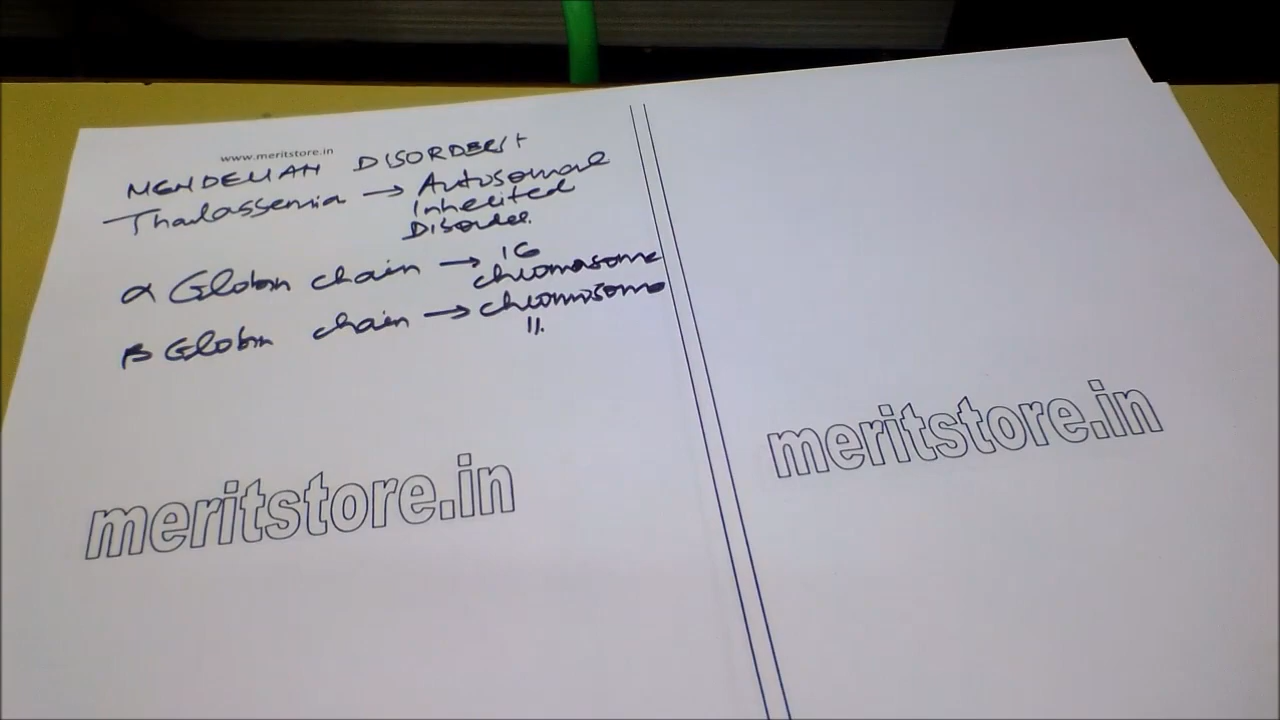 www.meritstore.in
MENDELIAN DISORDERS
Thalassemia → Autosomal
Inherited
Disorder.
α Globin chain → 16
chromosome
β Globin chain → chromosome
11.
meritstore.in
meritstore.in